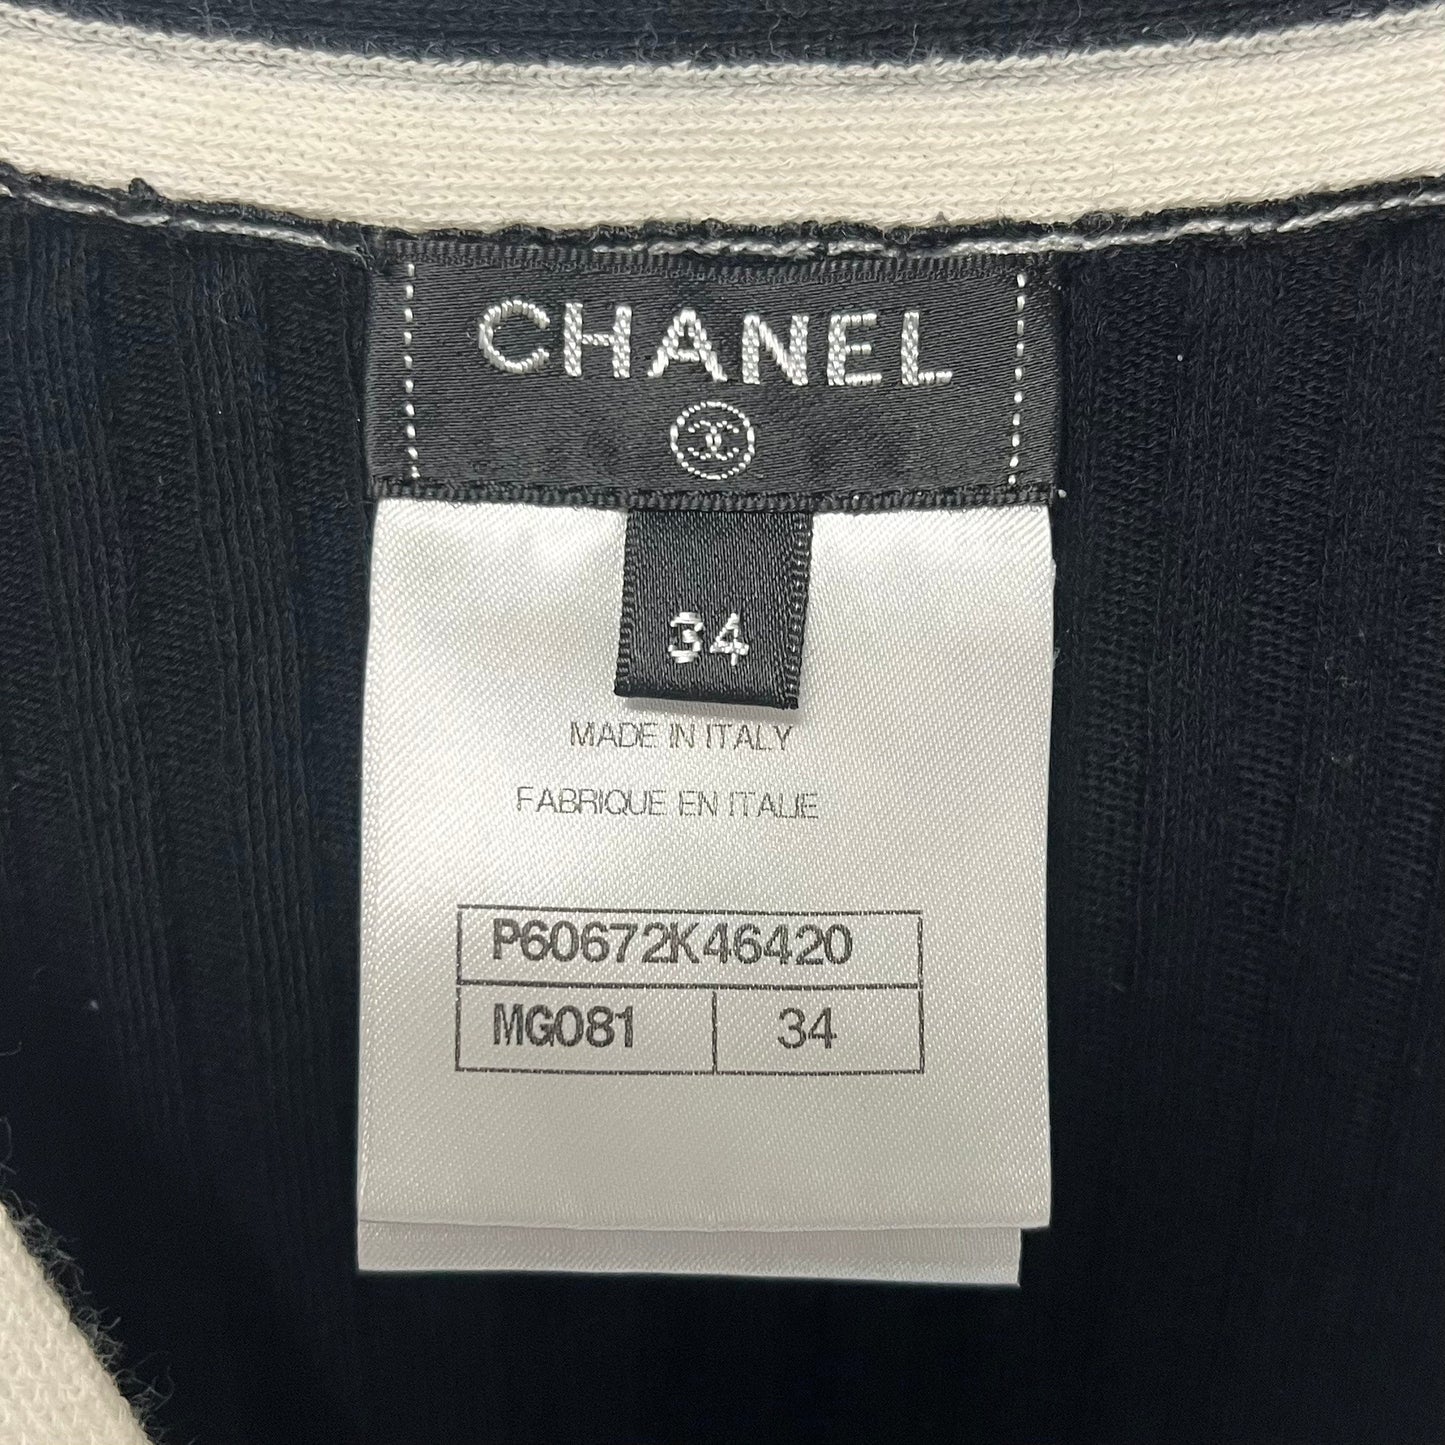 CHANEL
34
MADE IN ITALY
FABRIQUE EN ITALIE
P60672K46420
MG081 34